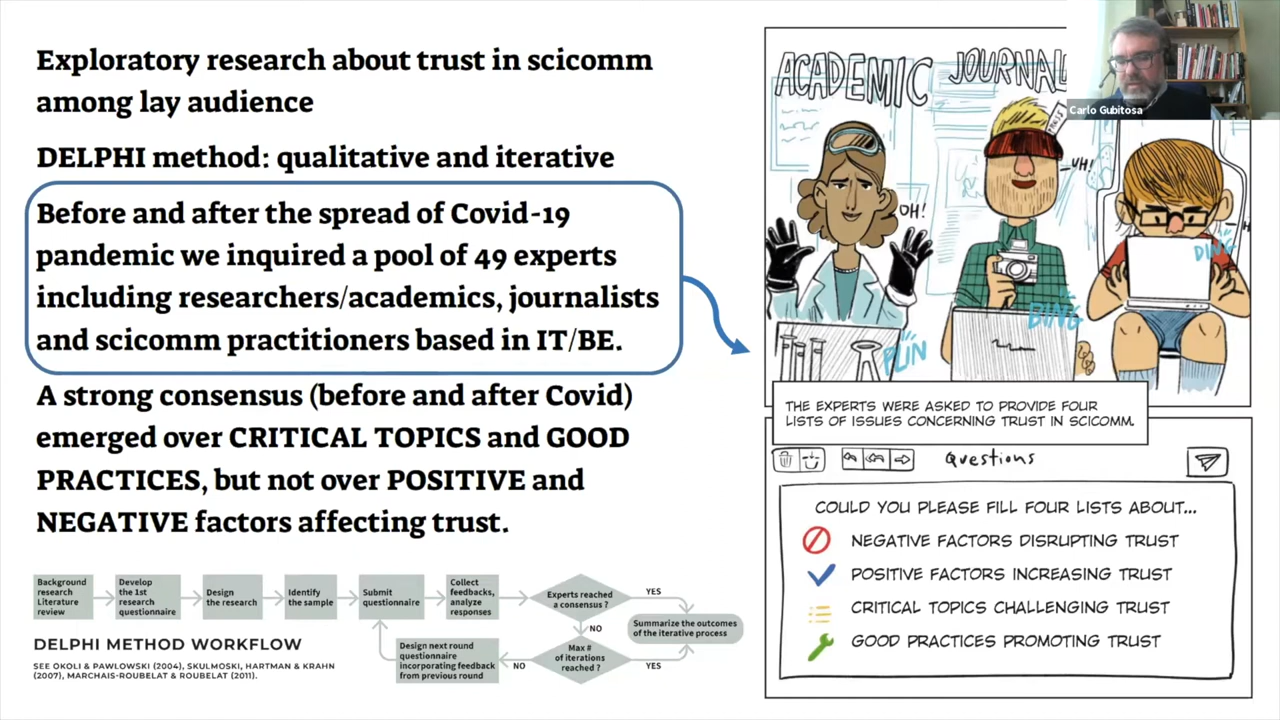 Exploratory research about trust in scicomm
among lay audience
DELPHI method: qualitative and iterative
Before and after the spread of Covid-19
pandemic we inquired a pool of 49 experts
including researchers/academics, journalists
and scicomm practitioners based in IT/BE.
A strong consensus (before and after Covid)
emerged over CRITICAL TOPICS and GOOD
PRACTICES, but not over POSITIVE and
NEGATIVE factors affecting trust.
Background
research
Literature
review
Develop
the 1st
research
questionnaire
Design
the research
Identify
the sample
Submit
questionnaire
Collect
feedbacks,
analyze
responses
Experts reached
a consensus ?
YES
NO
Summarize the outcomes
of the iterative process
Max #
of iterations
reached ?
YES
NO
Design next round
questionnaire
incorporating feedback
from previous round
DELPHI METHOD WORKFLOW
SEE OKOLI & PAWLOWSKI (2004), SKULMOSKI, HARTMAN & KRAHN
(2007), MARCHAIS-ROUBELAT & ROUBELAT (2011).
ACADEMIC JOURNAL
Carlo Gubitosa
UH!
OH!
DING
DING
PLIN
THE EXPERTS WERE ASKED TO PROVIDE FOUR
LISTS OF ISSUES CONCERNING TRUST IN SCICOMM.
Questions
COULD YOU PLEASE FILL FOUR LISTS ABOUT...
NEGATIVE FACTORS DISRUPTING TRUST
POSITIVE FACTORS INCREASING TRUST
CRITICAL TOPICS CHALLENGING TRUST
GOOD PRACTICES PROMOTING TRUST